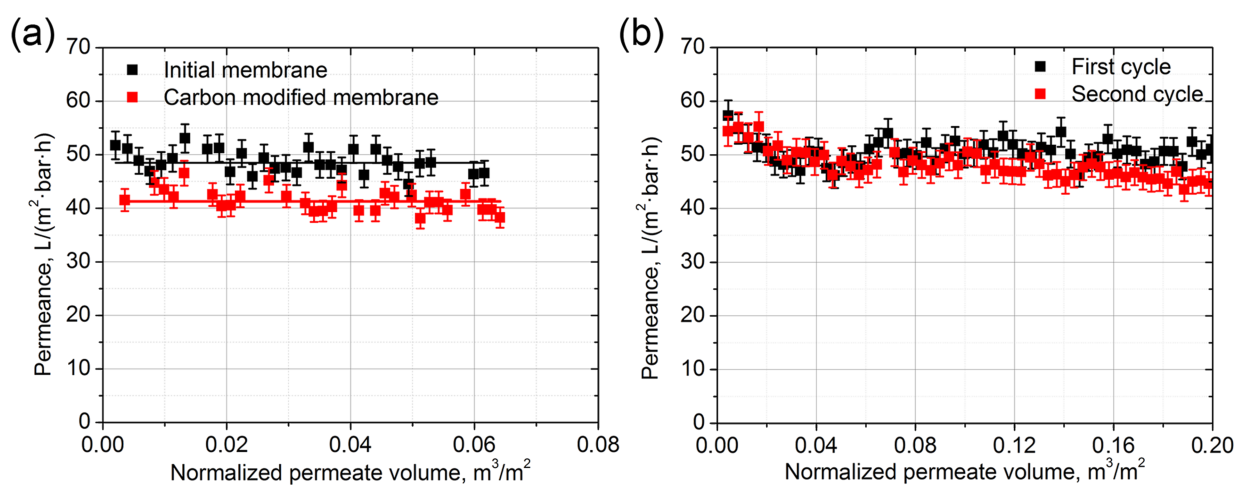 (a)
70
60
50
40
30
20
10
0
Permeance, L/(m²·bar·h)
Initial membrane
Carbon modified membrane
0.00 0.02 0.04 0.06 0.08
Normalized permeate volume, m³/m²
(b)
70
60
50
40
30
20
10
0
Permeance, L/(m²·bar·h)
First cycle
Second cycle
0.00 0.04 0.08 0.12 0.16 0.20
Normalized permeate volume, m³/m²